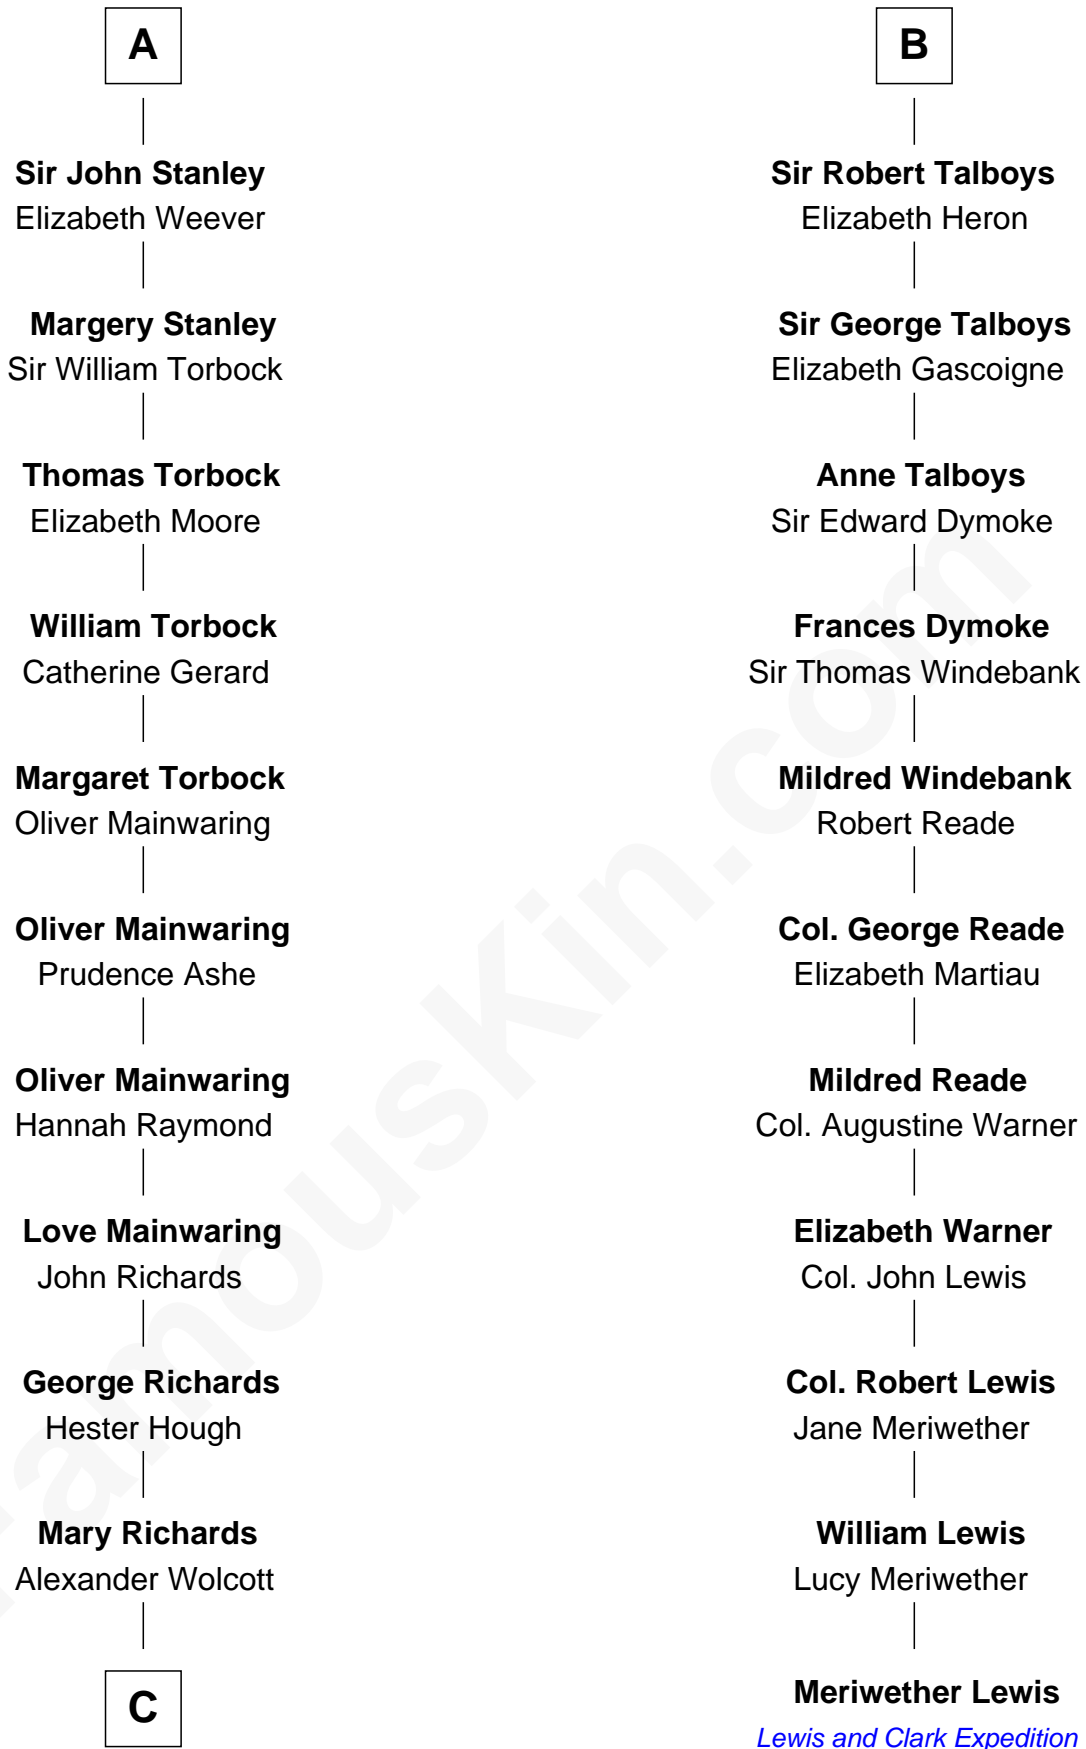 A
Sir John Stanley
Elizabeth Weever
Margery Stanley
Sir William Torbock
Thomas Torbock
Elizabeth Moore
William Torbock
Catherine Gerard
Margaret Torbock
Oliver Mainwaring
Oliver Mainwaring
Prudence Ashe
Oliver Mainwaring
Hannah Raymond
Love Mainwaring
John Richards
George Richards
Hester Hough
Mary Richards
Alexander Wolcott
C
B
Sir Robert Talboys
Elizabeth Heron
Sir George Talboys
Elizabeth Gascoigne
Anne Talboys
Sir Edward Dymoke
Frances Dymoke
Sir Thomas Windebank
Mildred Windebank
Robert Reade
Col. George Reade
Elizabeth Martiau
Mildred Reade
Col. Augustine Warner
Elizabeth Warner
Col. John Lewis
Col. Robert Lewis
Jane Meriwether
William Lewis
Lucy Meriwether
Meriwether Lewis
Lewis and Clark Expedition
FamousKin.com